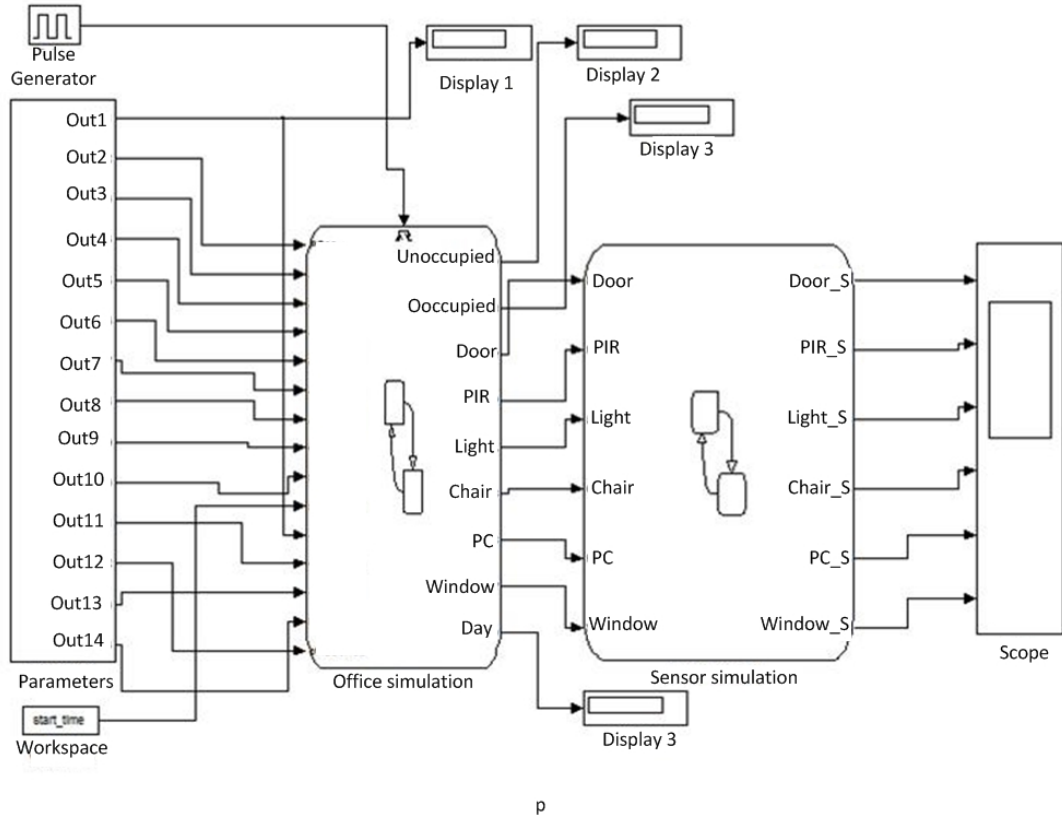 Pulse
Generator
Display 1
Display 2
Display 3
Out1
Out2
Out3
Out4
Out5
Out6
Out7
Out8
Out9
Out10
Out11
Out12
Out13
Out14
Parameters
start_time
Workspace
Unoccupied
Ooccupied
Door
PIR
Light
Chair
PC
Window
Day
Office simulation
Door
PIR
Light
Chair
PC
Window
Door_S
PIR_S
Light_S
Chair_S
PC_S
Window_S
Sensor simulation
Scope
Display 3
p